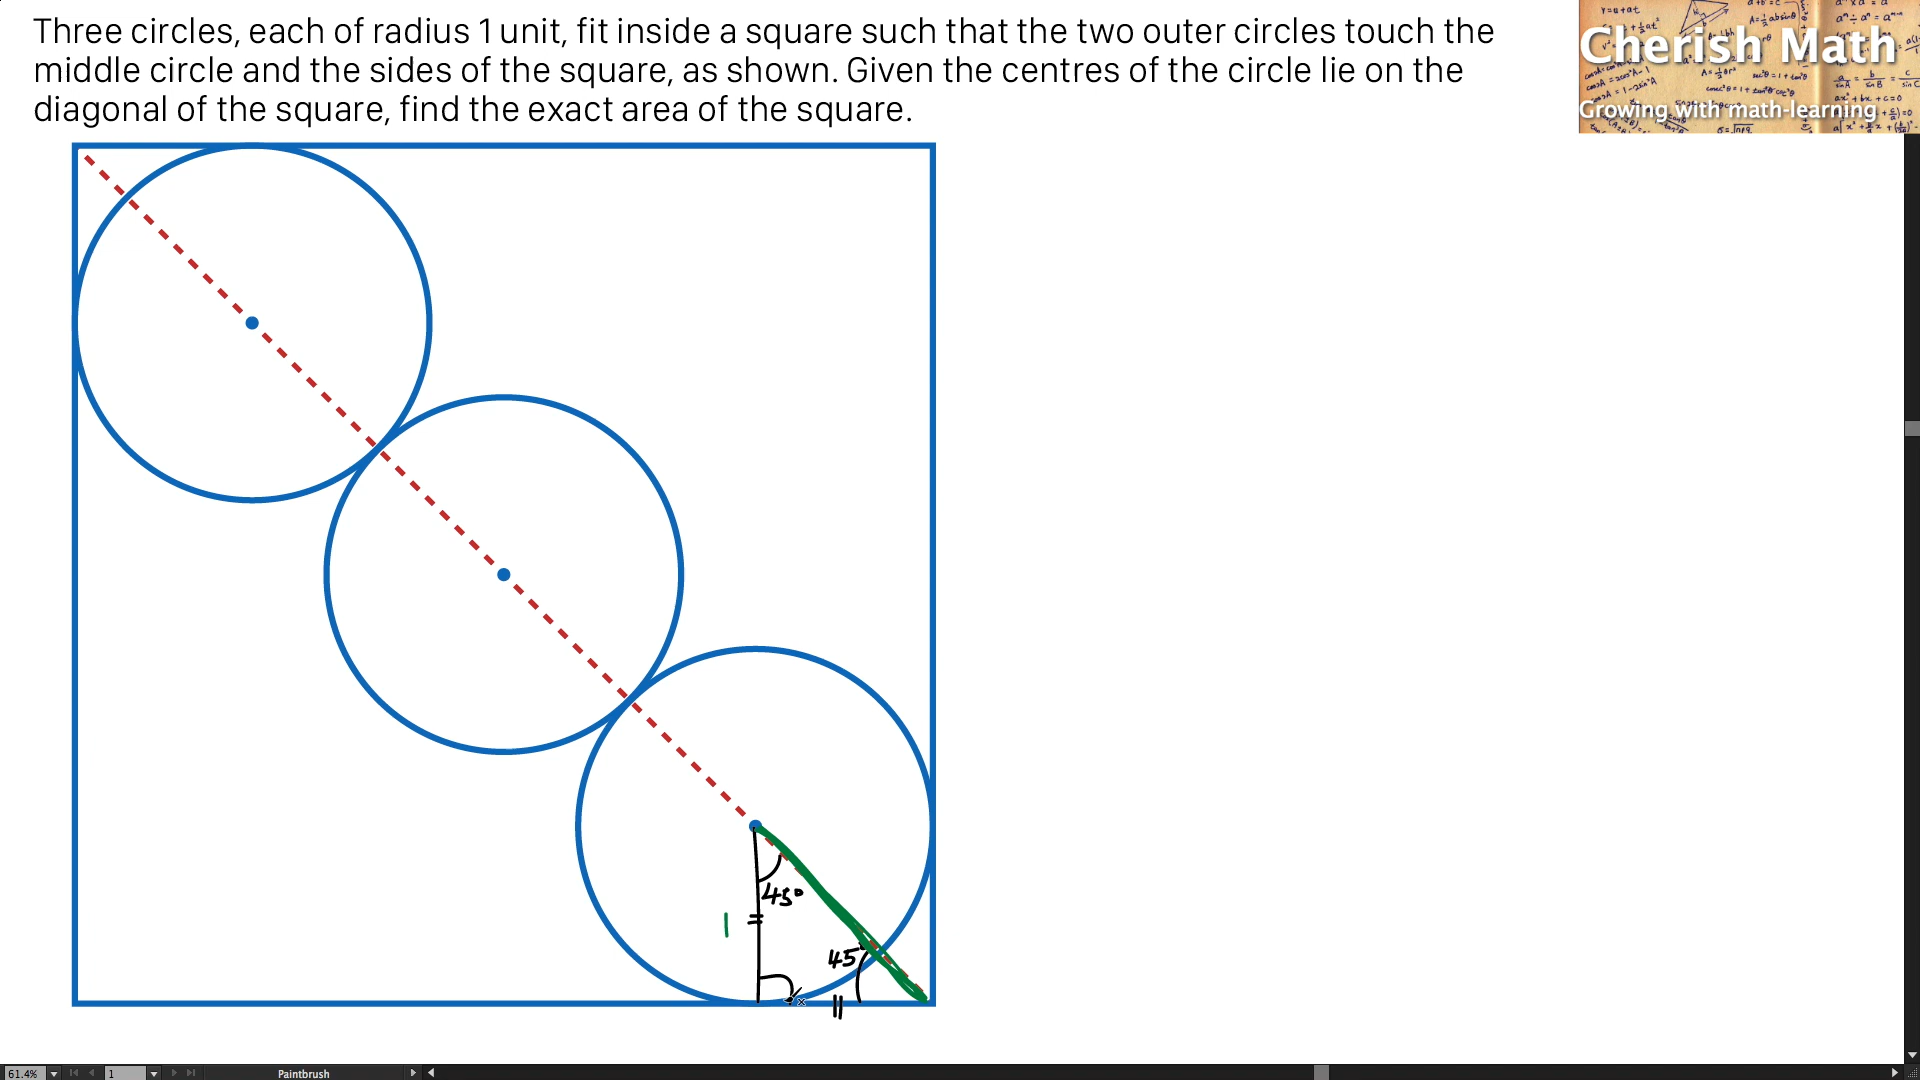 Three circles, each of radius 1 unit, fit inside a square such that the two outer circles touch the
middle circle and the sides of the square, as shown. Given the centres of the circle lie on the
diagonal of the square, find the exact area of the square.
Cherish Math
Growing with math-learning
45°
1
45°
61.4%
1
Paintbrush